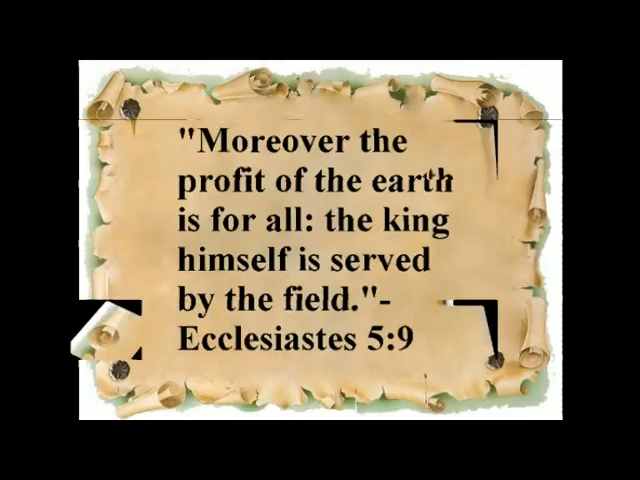 "Moreover the
profit of the earth
is for all: the king
himself is served
by the field."-
Ecclesiastes 5:9